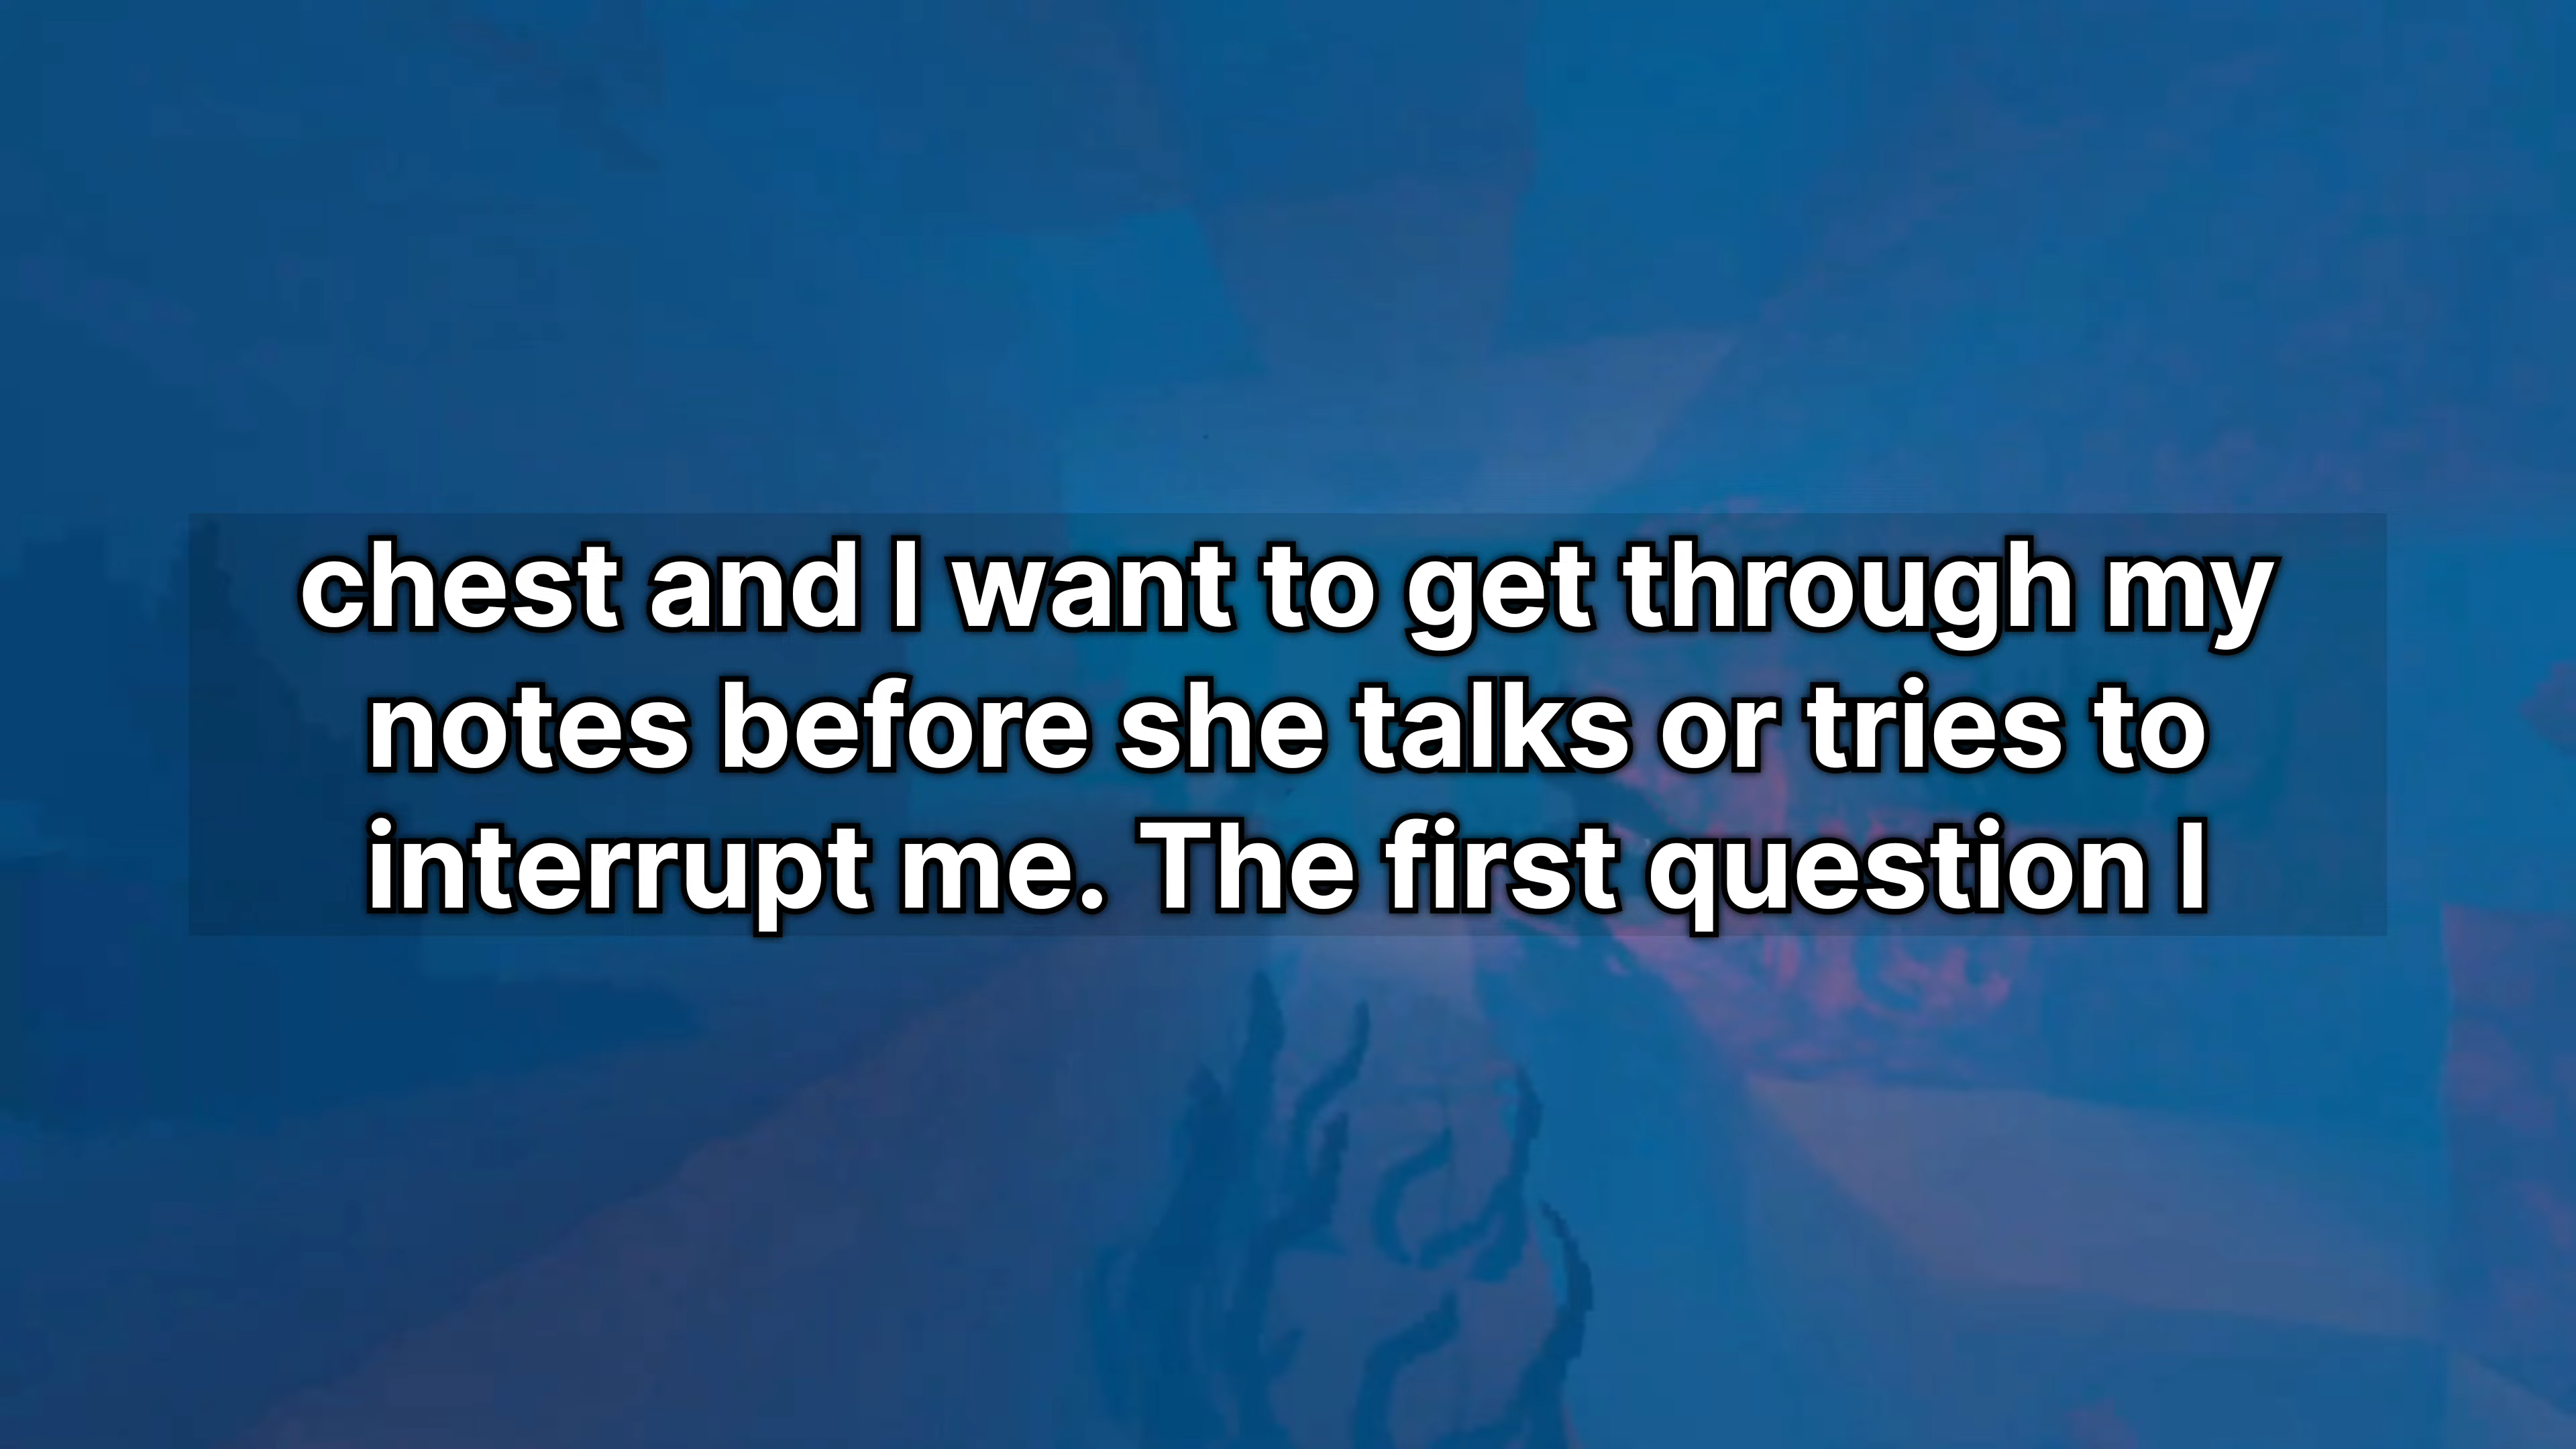 chest and I want to get through my
notes before she talks or tries to
interrupt me. The first question I